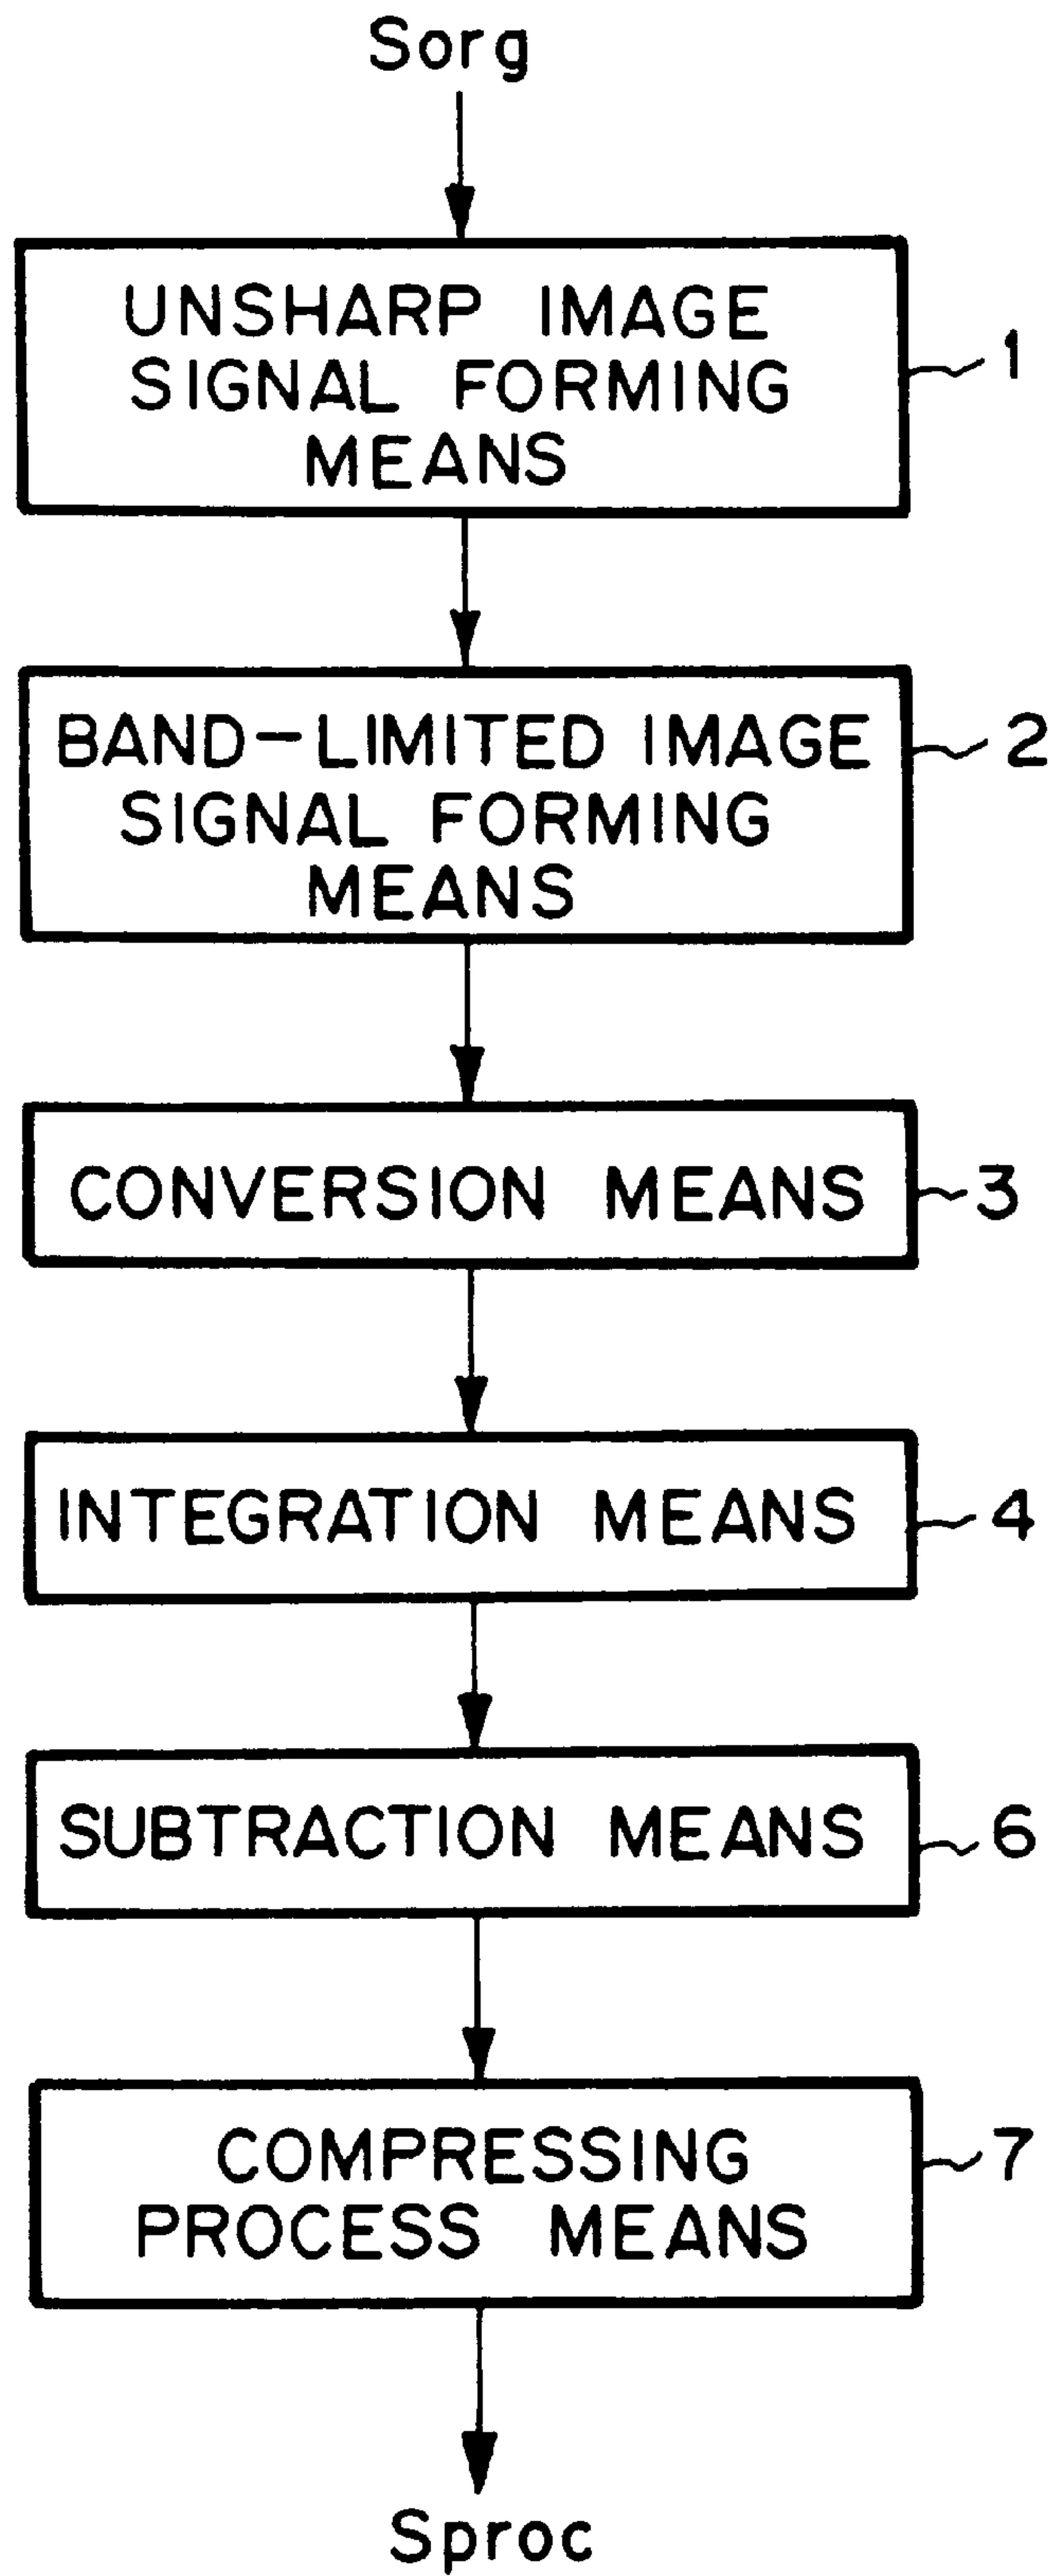 Sorg
UNSHARP IMAGE
SIGNAL FORMING
MEANS
1
BAND-LIMITED IMAGE
SIGNAL FORMING
MEANS
2
CONVERSION MEANS
3
INTEGRATION MEANS
4
SUBTRACTION MEANS
6
COMPRESSING
PROCESS MEANS
7
Sproc